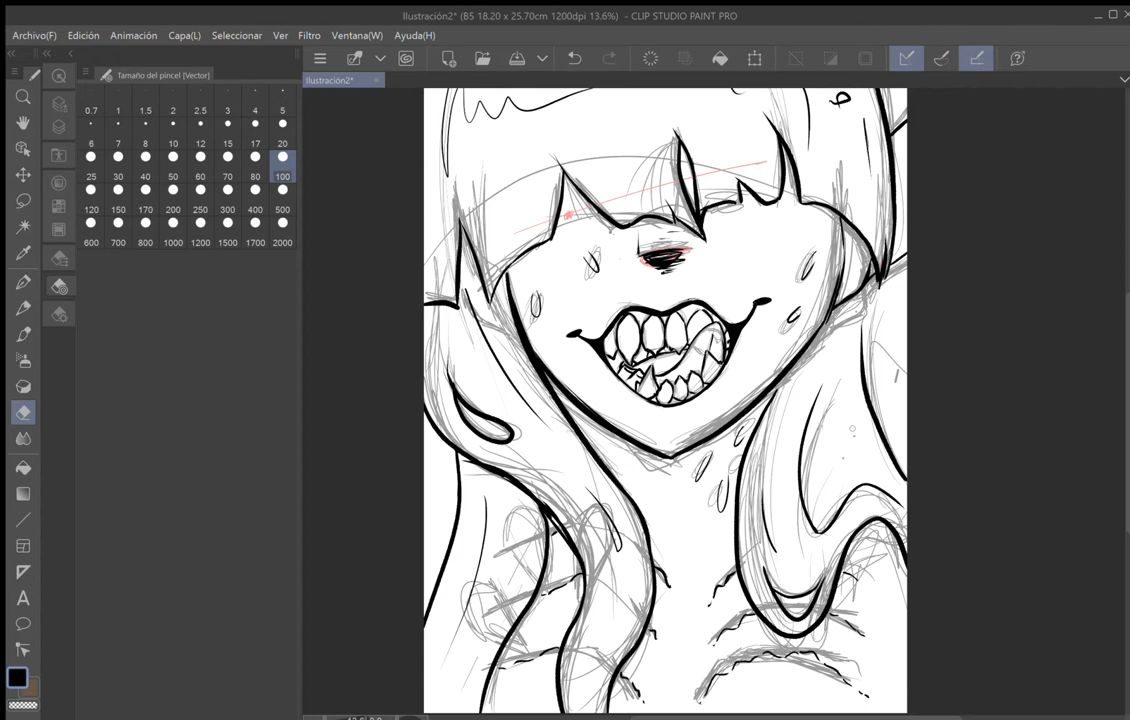 Ilustración2* (B5 18.20 x 25.70cm 1200dpi 13.6%) - CLIP STUDIO PAINT PRO
Archivo(F) Edición Animación Capa(L) Seleccionar Ver Filtro Ventana(W) Ayuda(H)
Tamaño del pincel [Vector]
Ilustración2*
0.7 1 1.5 2 2.5 3 4 5
6 7 8 10 12 15 17 20
25 30 40 50 60 70 80 100
120 150 170 200 250 300 400 500
600 700 800 1000 1200 1500 1700 2000